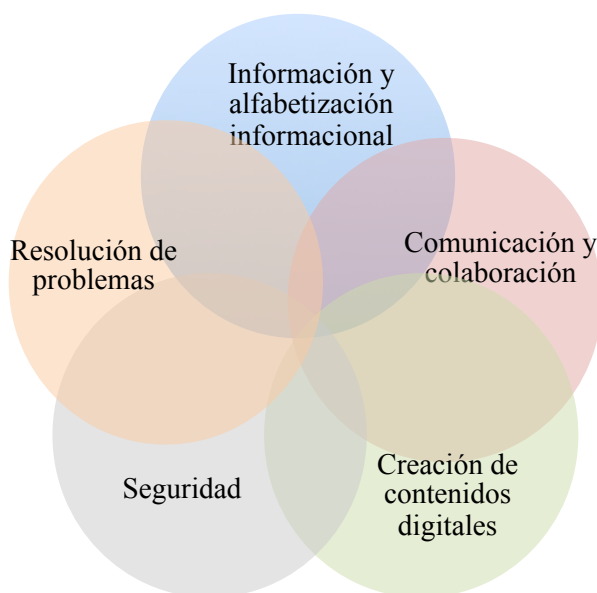 Información y
alfabetización
informacional
Comunicación y
colaboración
Resolución de
problemas
Creación de
contenidos
digitales
Seguridad